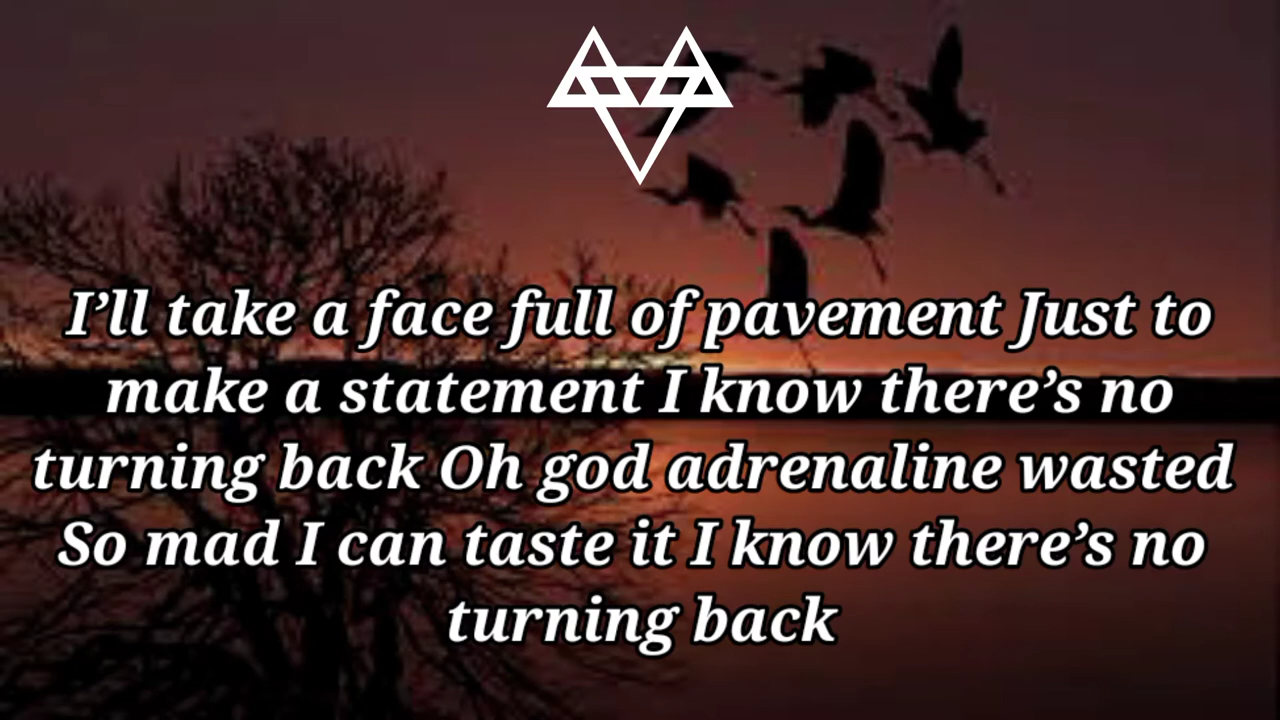 I’ll take a face full of pavement Just to
make a statement I know there’s no
turning back Oh god adrenaline wasted
So mad I can taste it I know there’s no
turning back